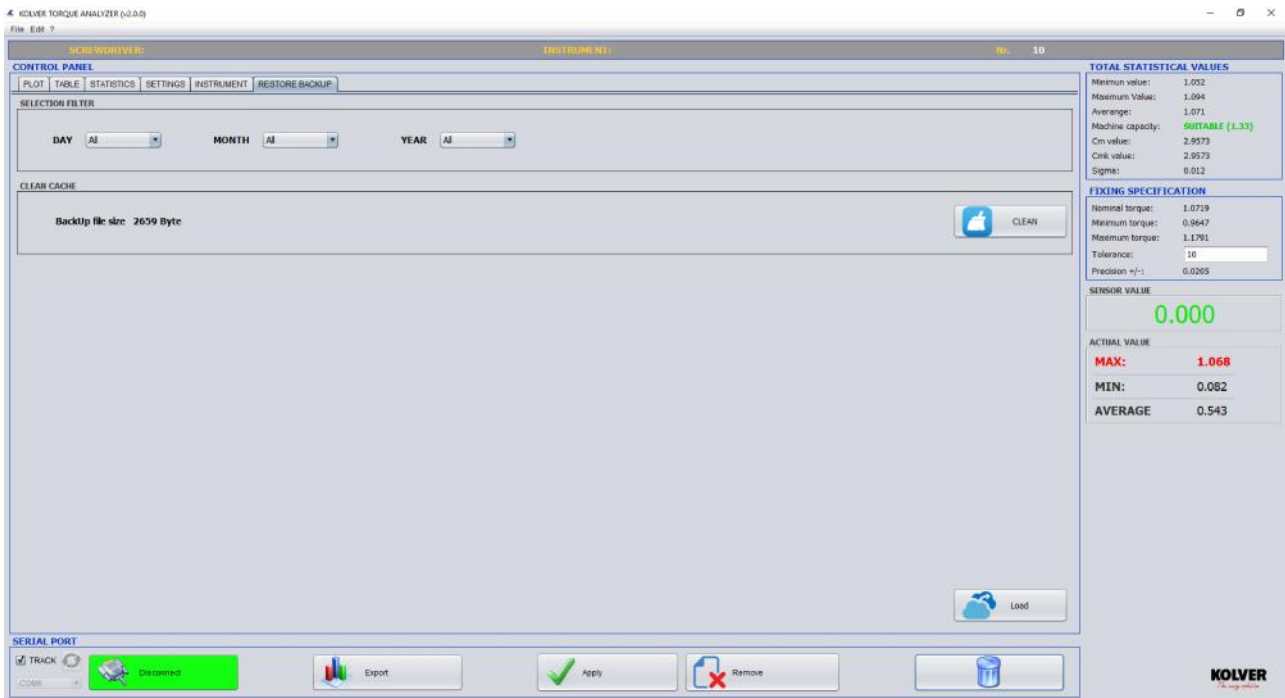 KOLVER TORQUE ANALYZER (v2.0.0)
File Edit ?
SCREWDRIVER: INSTRUMENT: Nr. 10
CONTROL PANEL
PLOT TABLE STATISTICS SETTINGS INSTRUMENT RESTORE BACKUP
SELECTION FILTER
DAY All MONTH All YEAR All
CLEAN CACHE
BackUp file size 2659 Byte
CLEAN
Load
TOTAL STATISTICAL VALUES
Minimun value: 1.052
Maximum Value: 1.094
Averange: 1.071
Machine capacity: SUITABLE (1.33)
Cm value: 2.9573
Cmk value: 2.9573
Sigma: 0.012
FIXING SPECIFICATION
Nominal torque: 1.0719
Minimum torque: 0.9647
Maximum torque: 1.1791
Tolerance: 10
Precision +/-: 0.0205
SENSOR VALUE
0.000
ACTUAL VALUE
MAX: 1.068
MIN: 0.082
AVERAGE 0.543
SERIAL PORT
TRACK
Disconnect
Export
Apply
Remove
KOLVER